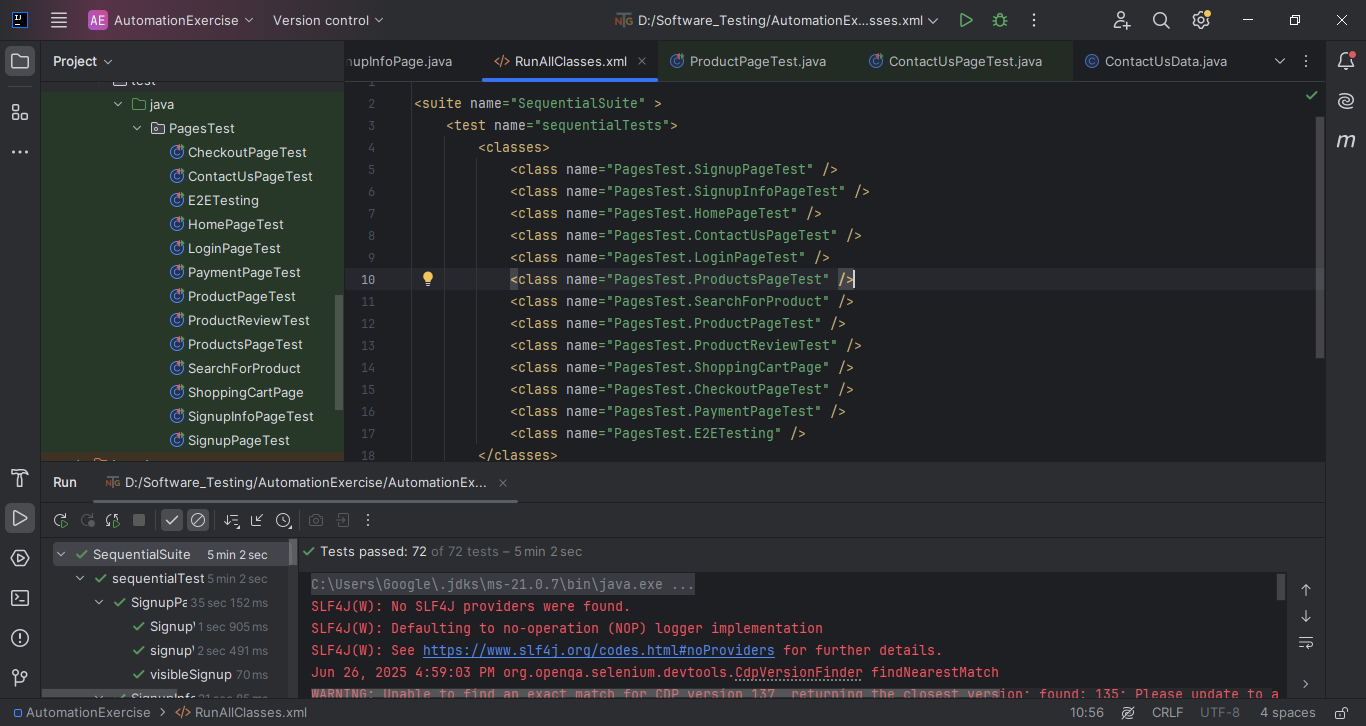 AE AutomationExercise Version control D:/Software_Testing/AutomationEx...sses.xml
Project
nupInfoPage.java RunAllClasses.xml ProductPageTest.java ContactUsPageTest.java ContactUsData.java
test
java
PagesTest
CheckoutPageTest
ContactUsPageTest
E2ETesting
HomePageTest
LoginPageTest
PaymentPageTest
ProductPageTest
ProductReviewTest
ProductsPageTest
SearchForProduct
ShoppingCartPage
SignupInfoPageTest
SignupPageTest
1
2 <suite name="SequentialSuite" >
3 <test name="sequentialTests">
4 <classes>
5 <class name="PagesTest.SignupPageTest" />
6 <class name="PagesTest.SignupInfoPageTest" />
7 <class name="PagesTest.HomePageTest" />
8 <class name="PagesTest.ContactUsPageTest" />
9 <class name="PagesTest.LoginPageTest" />
10 <class name="PagesTest.ProductsPageTest" />
11 <class name="PagesTest.SearchForProduct" />
12 <class name="PagesTest.ProductPageTest" />
13 <class name="PagesTest.ProductReviewTest" />
14 <class name="PagesTest.ShoppingCartPage" />
15 <class name="PagesTest.CheckoutPageTest" />
16 <class name="PagesTest.PaymentPageTest" />
17 <class name="PagesTest.E2ETesting" />
18 </classes>
Run D:/Software_Testing/AutomationExercise/AutomationEx...
SequentialSuite 5 min 2 sec
sequentialTest 5 min 2 sec
SignupPa 35 sec 152 ms
Signup 1 sec 905 ms
signup 2 sec 491 ms
visibleSignup 70 ms
SignupInfo 31 sec 85 ms
Tests passed: 72 of 72 tests – 5 min 2 sec
C:\Users\Google\.jdks\ms-21.0.7\bin\java.exe ...
SLF4J(W): No SLF4J providers were found.
SLF4J(W): Defaulting to no-operation (NOP) logger implementation
SLF4J(W): See https://www.slf4j.org/codes.html#noProviders for further details.
Jun 26, 2025 4:59:03 PM org.openqa.selenium.devtools.CdpVersionFinder findNearestMatch
WARNING: Unable to find an exact match for CDP version 137, returning the closest version; found: 135; Please update to a
AutomationExercise > RunAllClasses.xml
10:56 CRLF UTF-8 4 spaces